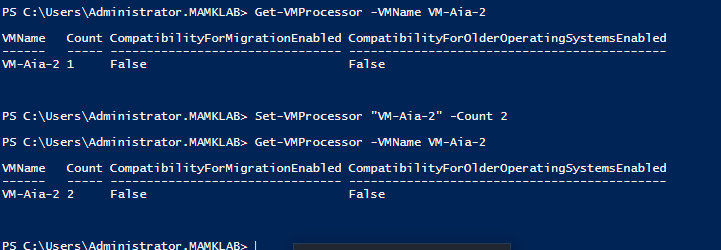 PS C:\Users\Administrator.MAMKLAB> Get-VMProcessor -VMName VM-Aia-2
VMName Count CompatibilityForMigrationEnabled CompatibilityForOlderOperatingSystemsEnabled
------ ----- -------------------------------- --------------------------------------------
VM-Aia-2 1 False False
PS C:\Users\Administrator.MAMKLAB> Set-VMProcessor "VM-Aia-2" -Count 2
PS C:\Users\Administrator.MAMKLAB> Get-VMProcessor -VMName VM-Aia-2
VMName Count CompatibilityForMigrationEnabled CompatibilityForOlderOperatingSystemsEnabled
------ ----- -------------------------------- --------------------------------------------
VM-Aia-2 2 False False
PS C:\Users\Administrator.MAMKLAB>